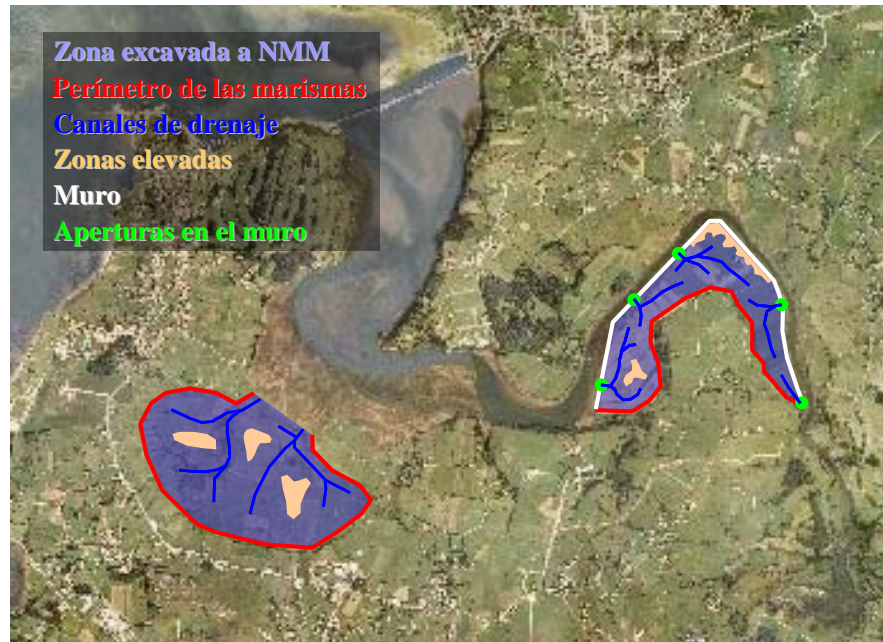 Zona excavada a NMM
Perímetro de las marismas
Canales de drenaje
Zonas elevadas
Muro
Aperturas en el muro